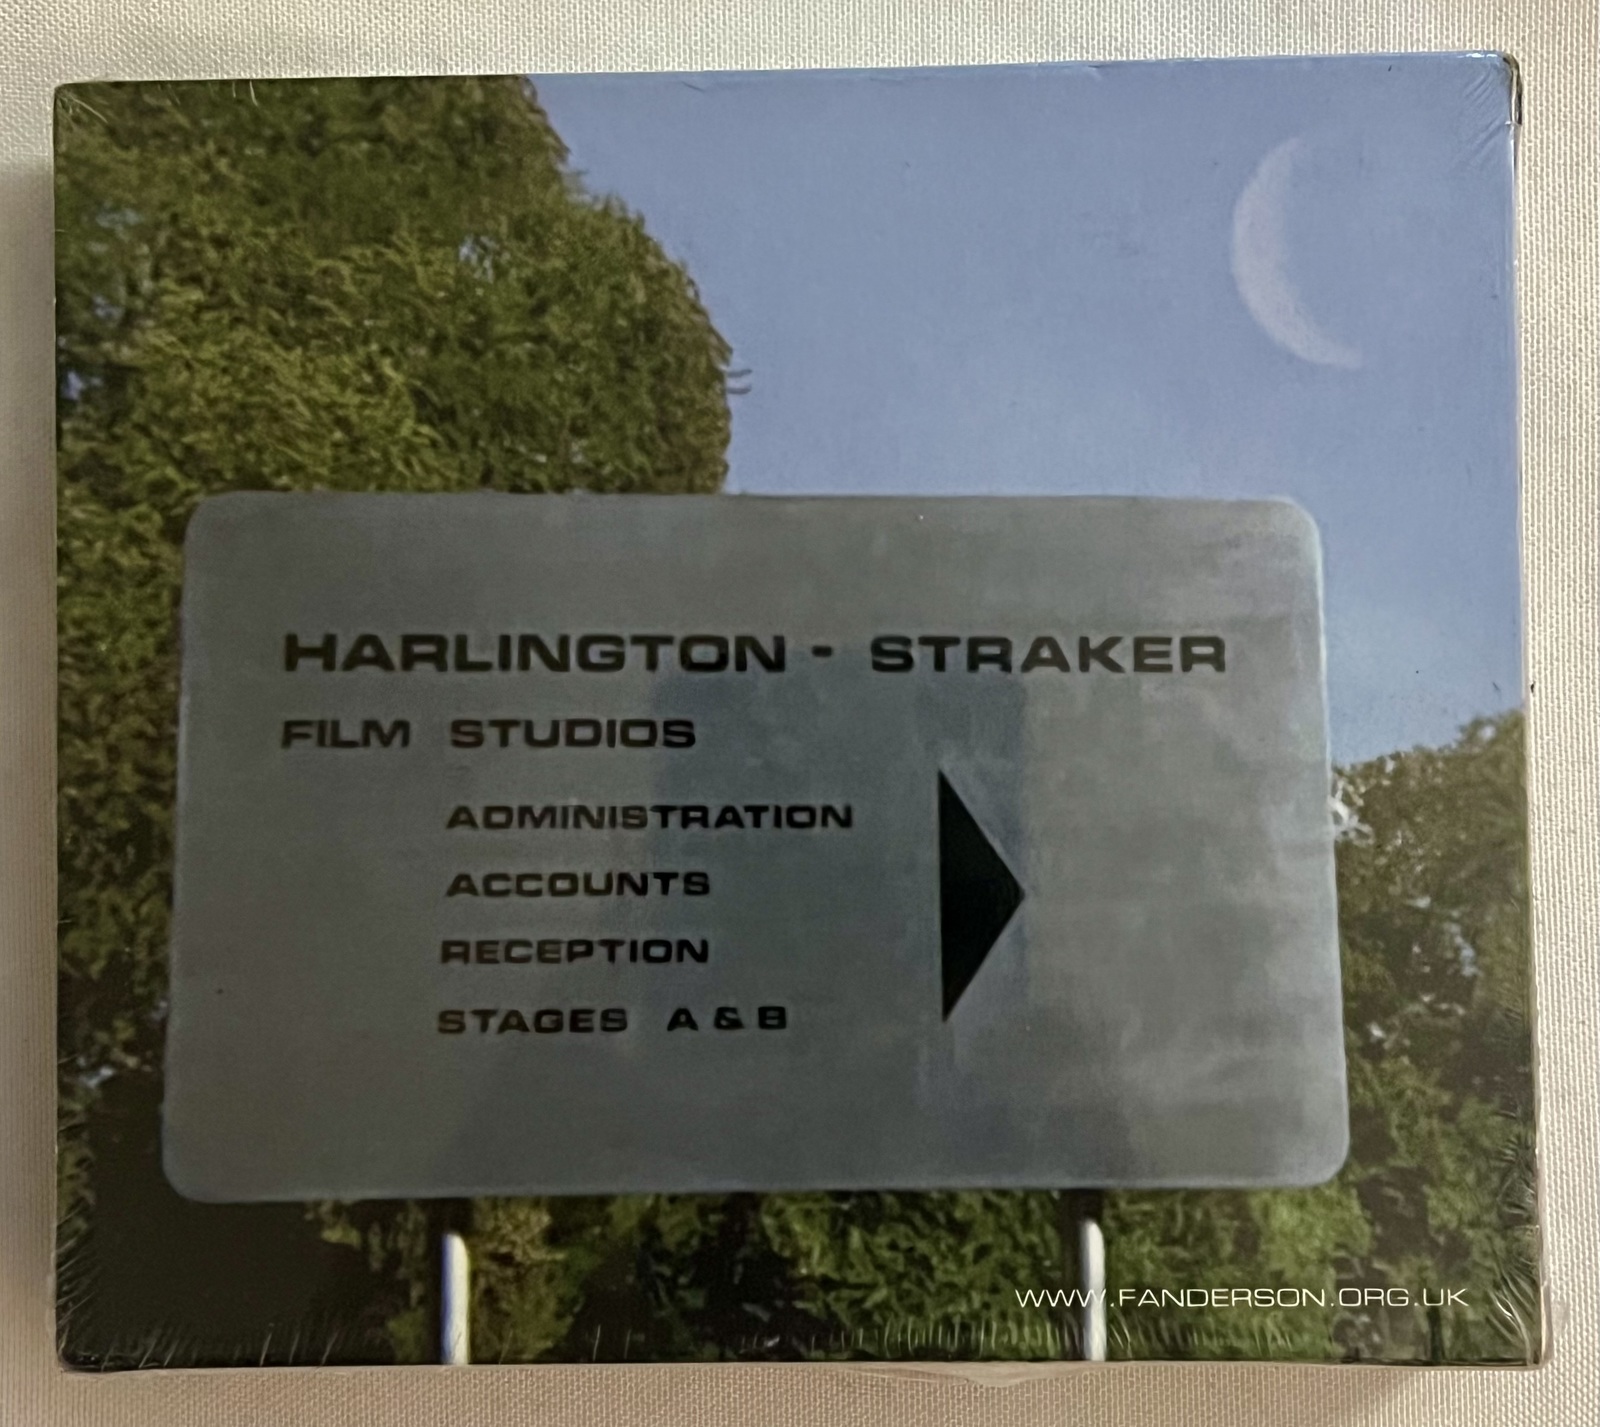 HARLINGTON - STRAKER
FILM STUDIOS
ADMINISTRATION
ACCOUNTS
RECEPTION
STAGES A & B
WWW.FANDERSON.ORG.UK